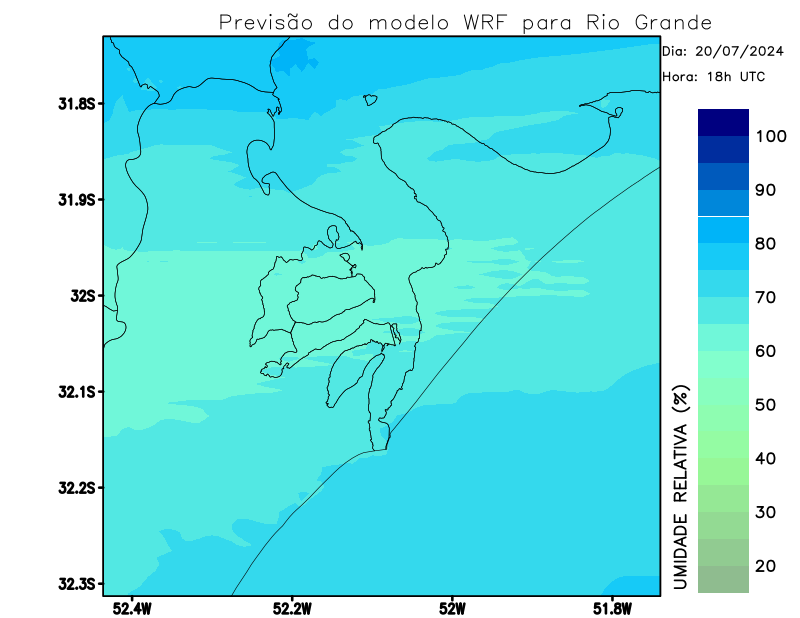 Previsão do modelo WRF para Rio Grande
Dia: 20/07/2024
Hora: 18h UTC
31.8S
31.9S
32S
32.1S
32.2S
32.3S
52.4W
52.2W
52W
51.8W
UMIDADE RELATIVA (%)
100
90
80
70
60
50
40
30
20